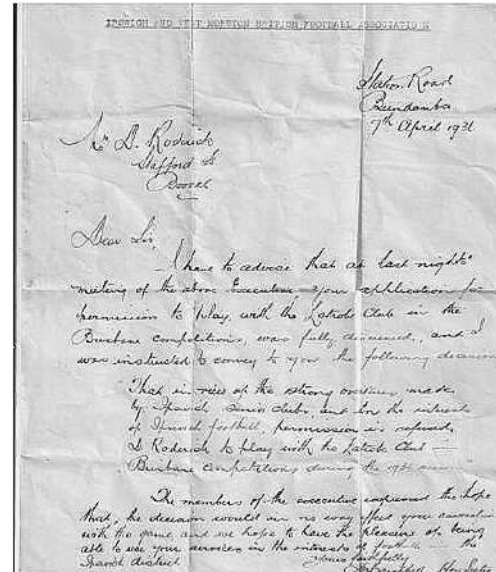 IPSWICH AND WEST MORETON BRITISH FOOTBALL ASSOCIATION
Station Road
Bundamba
7th April 1931
Mr D. Roderick
Stafford St
Booval
Dear Sir,
I have to advise that at last nights'
meeting of the above Executive your application for
permission to play, with the Latrobe Club in the
Brisbane competitions, was fully discussed, and I
was instructed to convey to you the following decision
That in view of the strong overtures made
by Ipswich senior clubs, and in the interests
of Ipswich football, permission is refused
D Roderick to play with the Latrobe Club
Brisbane Competitions during the season
The members of the executive expressed the hope
that, the decision would in no way affect your association
with the game, and we hope to have the pleasure of being
able to use your services in the interests of football in the
Ipswich district
Yours faithfully
Hon Secty